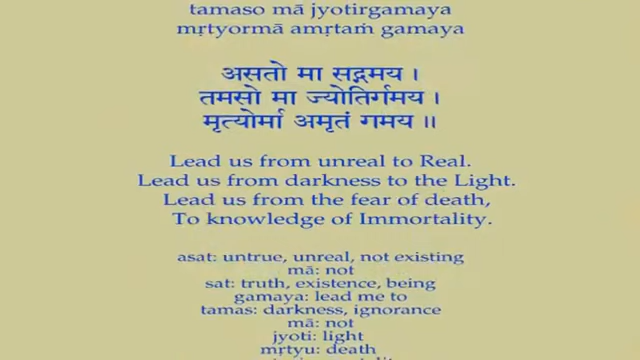 tamaso mā jyotirgamaya
mṛtyormā amṛtaṁ gamaya
असतो मा सद्गमय ।
तमसो मा ज्योतिर्गमय ।
मृत्योर्मा अमृतं गमय ॥
Lead us from unreal to Real.
Lead us from darkness to the Light.
Lead us from the fear of death,
To knowledge of Immortality.
asat: untrue, unreal, not existing
mā: not
sat: truth, existence, being
gamaya: lead me to
tamas: darkness, ignorance
mā: not
jyoti: light
mṛtyu: death